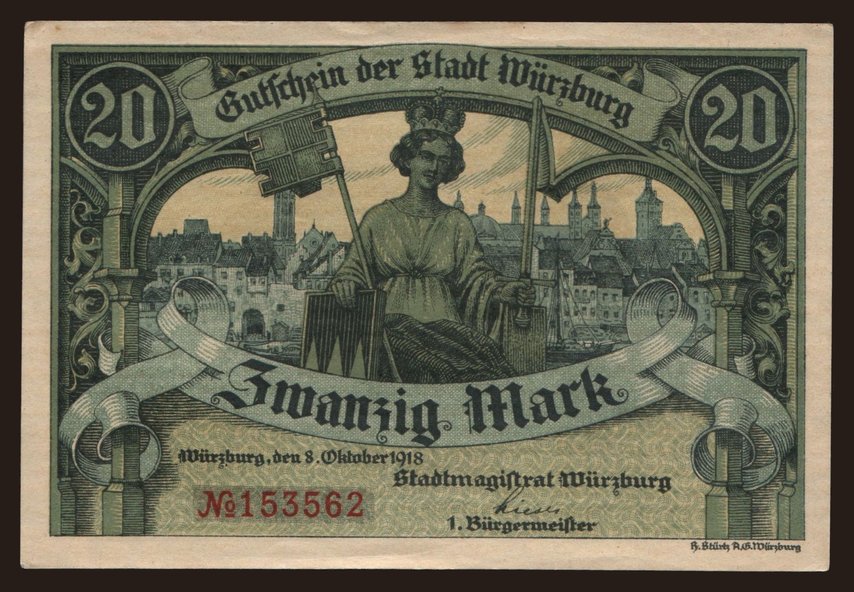 Gutschein der Stadt Würzburg
20
20
Zwanzig Mark
Würzburg, den 8. Oktober 1918
Stadtmagistrat Würzburg
№153562
1. Bürgermeister
H. Stürtz A.G. Würzburg